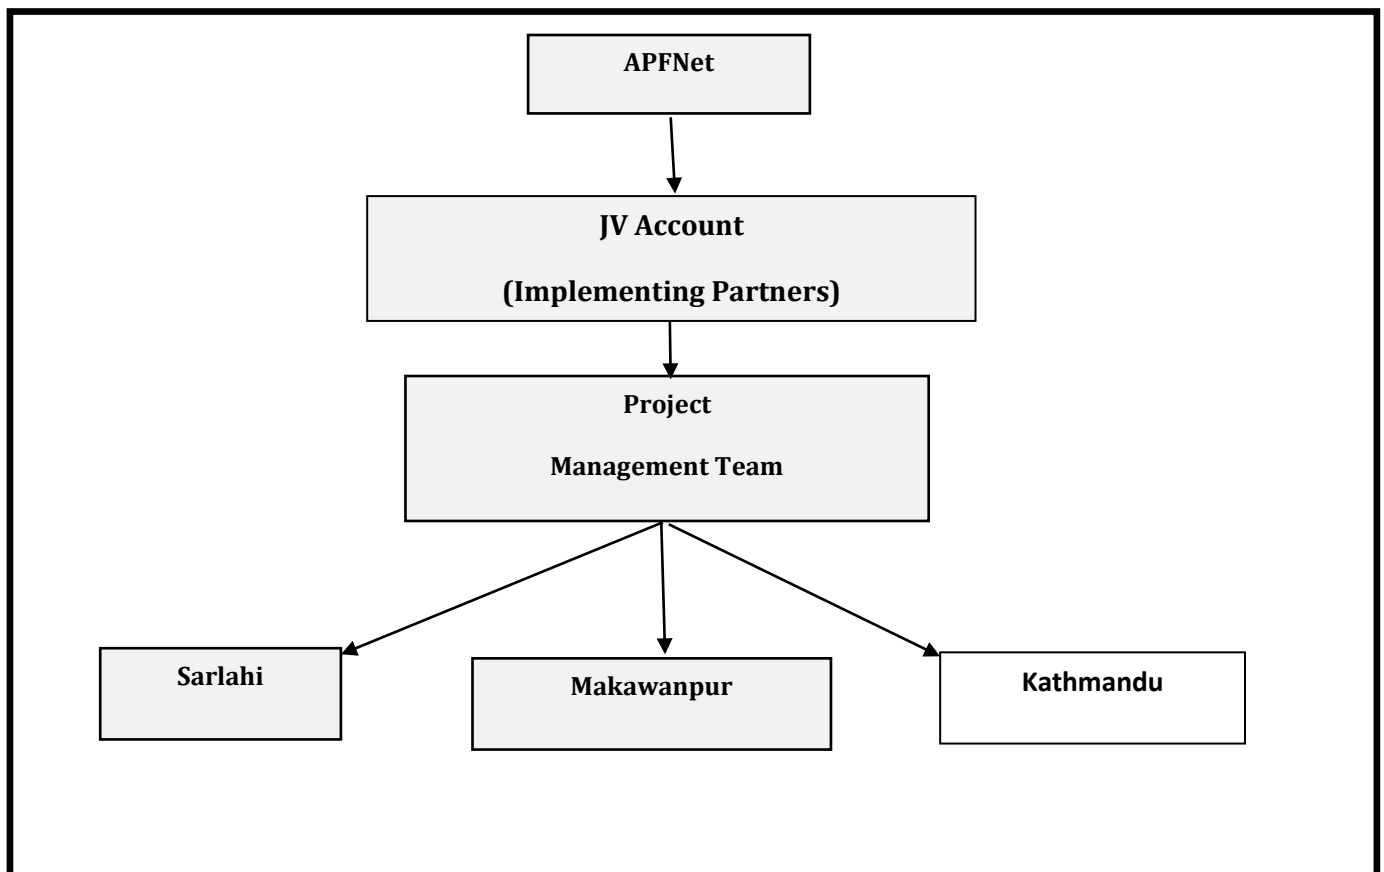 APFNet
JV Account
(Implementing Partners)
Project
Management Team
Sarlahi
Makawanpur
Kathmandu